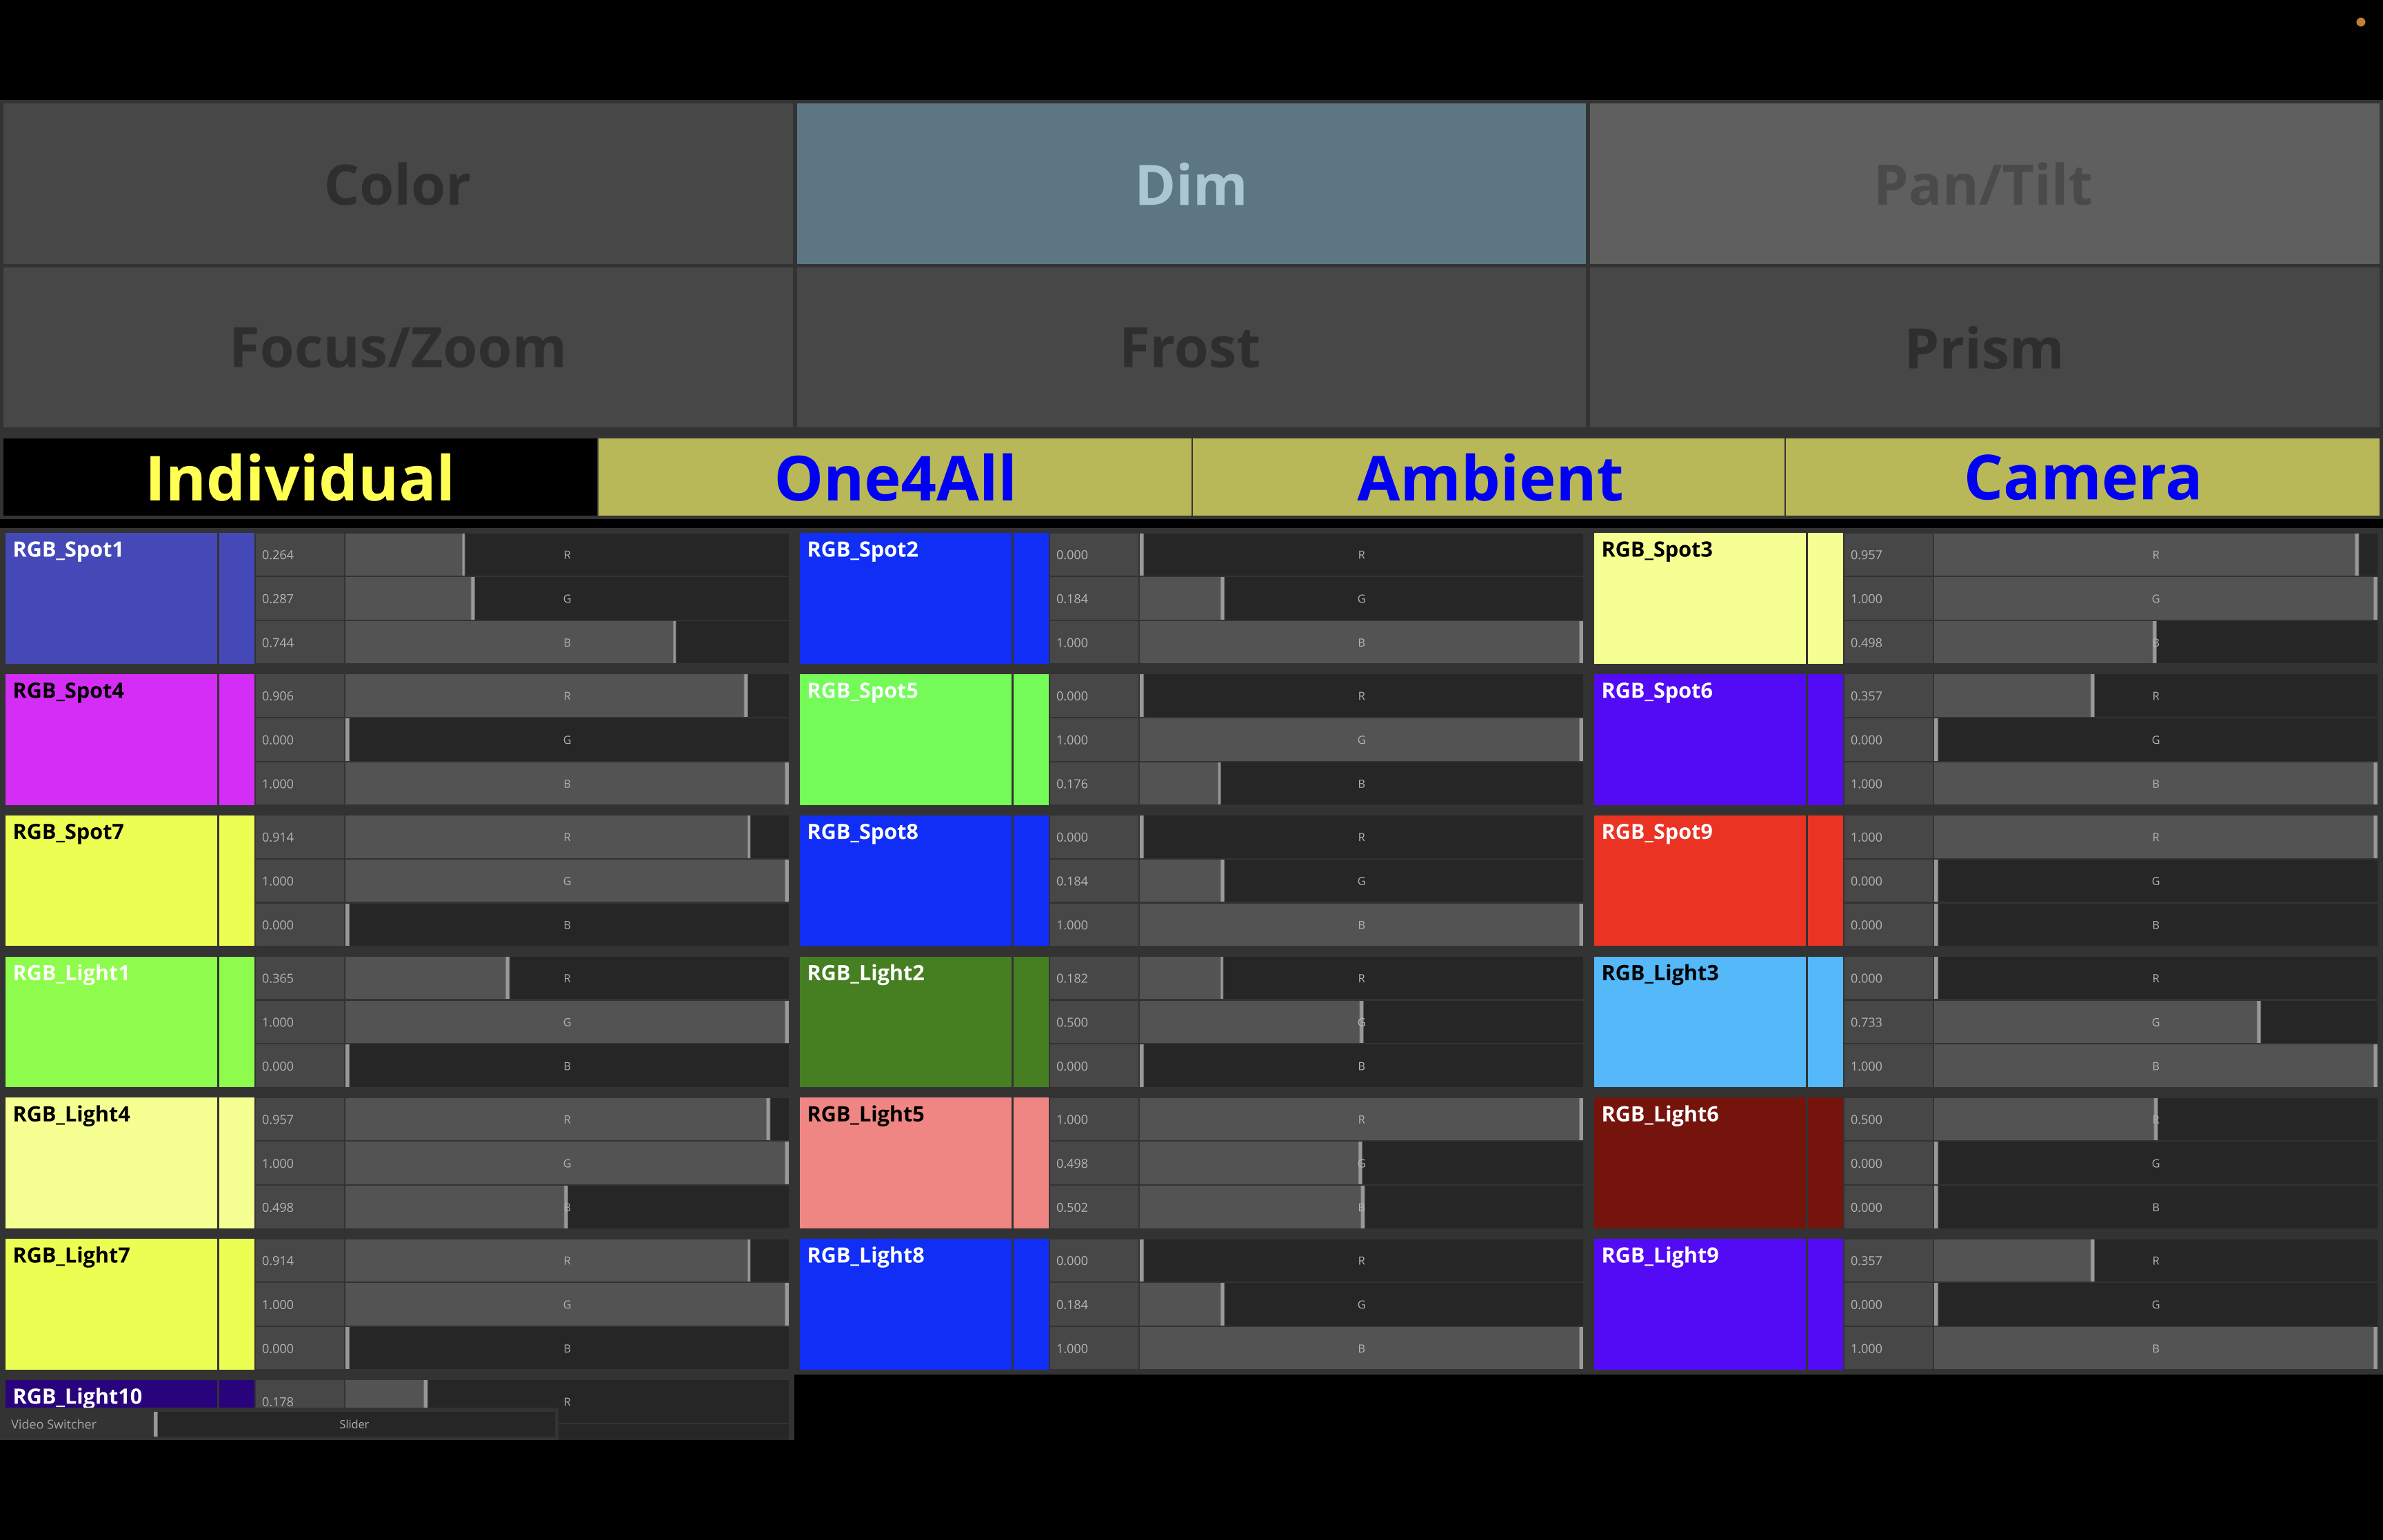 Color Dim Pan/Tilt
Focus/Zoom Frost Prism
Individual One4All Ambient Camera
RGB_Spot1 0.264 R
0.287 G
0.744 B
RGB_Spot2 0.000 R
0.184 G
1.000 B
RGB_Spot3 0.957 R
1.000 G
0.498 B
RGB_Spot4 0.906 R
0.000 G
1.000 B
RGB_Spot5 0.000 R
1.000 G
0.176 B
RGB_Spot6 0.357 R
0.000 G
1.000 B
RGB_Spot7 0.914 R
1.000 G
0.000 B
RGB_Spot8 0.000 R
0.184 G
1.000 B
RGB_Spot9 1.000 R
0.000 G
0.000 B
RGB_Light1 0.365 R
1.000 G
0.000 B
RGB_Light2 0.182 R
0.500 G
0.000 B
RGB_Light3 0.000 R
0.733 G
1.000 B
RGB_Light4 0.957 R
1.000 G
0.498 B
RGB_Light5 1.000 R
0.498 G
0.502 B
RGB_Light6 0.500 R
0.000 G
0.000 B
RGB_Light7 0.914 R
1.000 G
0.000 B
RGB_Light8 0.000 R
0.184 G
1.000 B
RGB_Light9 0.357 R
0.000 G
1.000 B
RGB_Light10 0.178 R
Video Switcher Slider